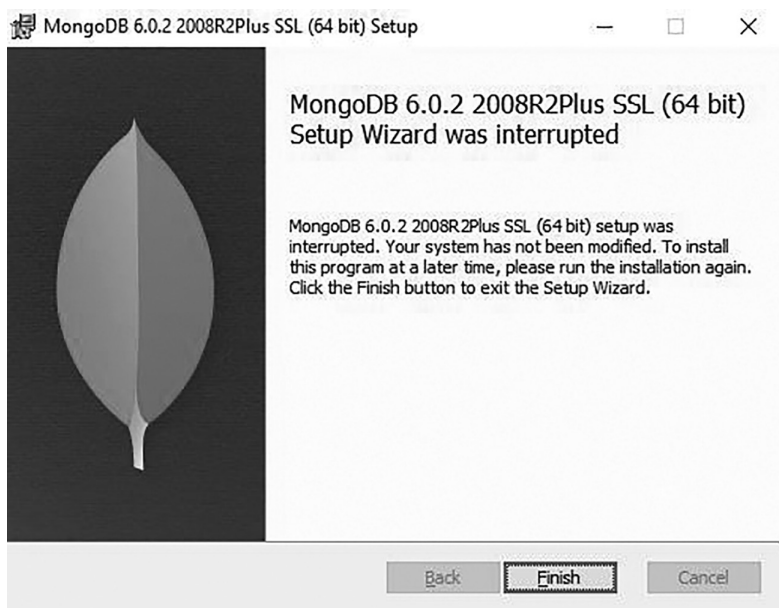 MongoDB 6.0.2 2008R2Plus SSL (64 bit) Setup
MongoDB 6.0.2 2008R2Plus SSL (64 bit)
Setup Wizard was interrupted
MongoDB 6.0.2 2008R2Plus SSL (64 bit) setup was
interrupted. Your system has not been modified. To install
this program at a later time, please run the installation again.
Click the Finish button to exit the Setup Wizard.
Back
Finish
Cancel